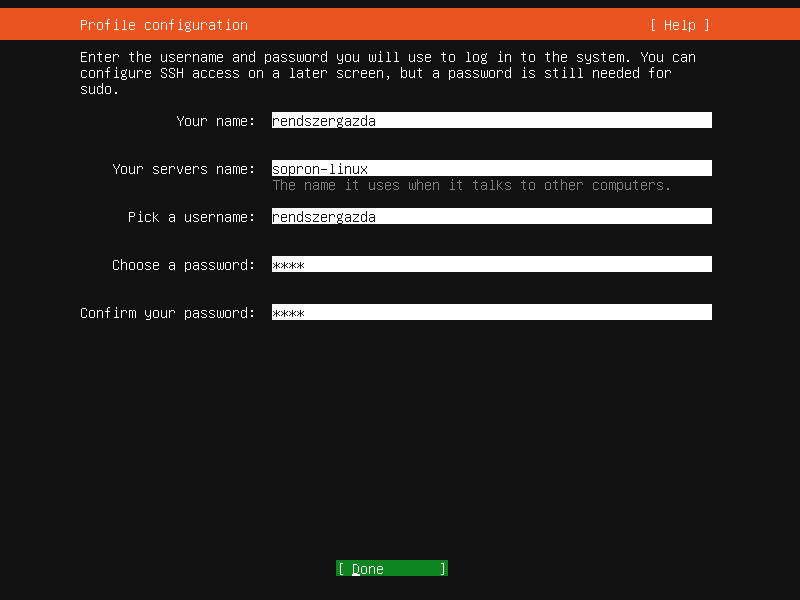 Profile configuration [ Help ]
Enter the username and password you will use to log in to the system. You can
configure SSH access on a later screen, but a password is still needed for
sudo.
Your name: rendszergazda
Your servers name: sopron-linux
The name it uses when it talks to other computers.
Pick a username: rendszergazda
Choose a password: ****
Confirm your password: ****
[ Done ]